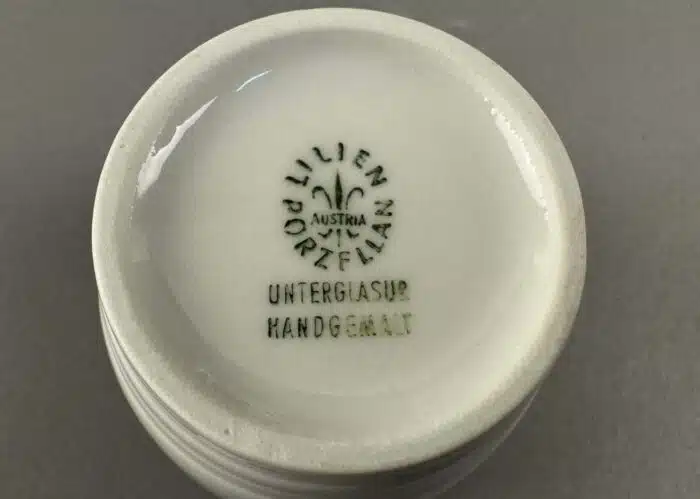 LILIEN
AUSTRIA
PORZELLAN
UNTERGLASUR
HANDGEMALT